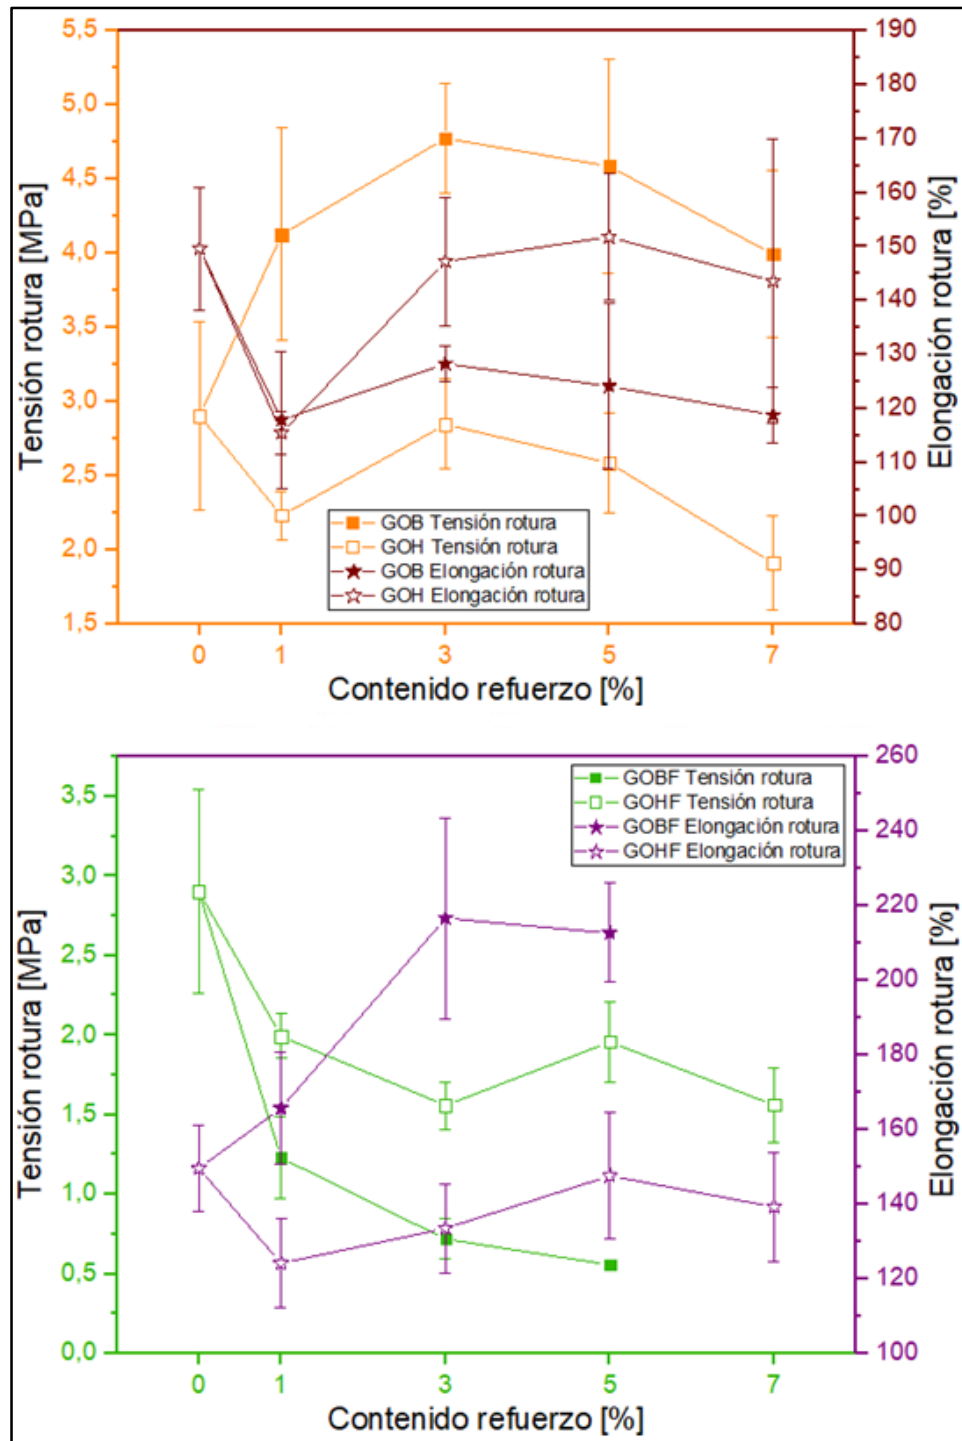 5,5
5,0
4,5
4,0
3,5
3,0
2,5
2,0
1,5
Tensión rotura [MPa]
190
180
170
160
150
140
130
120
110
100
90
80
Elongación rotura [%]
GOB Tensión rotura
GOH Tensión rotura
GOB Elongación rotura
GOH Elongación rotura
0 1 3 5 7
Contenido refuerzo [%]
3,5
3,0
2,5
2,0
1,5
1,0
0,5
0,0
Tensión rotura [MPa]
260
240
220
200
180
160
140
120
100
Elongación rotura [%]
GOBF Tensión rotura
GOHF Tensión rotura
GOBF Elongación rotura
GOHF Elongación rotura
0 1 3 5 7
Contenido refuerzo [%]